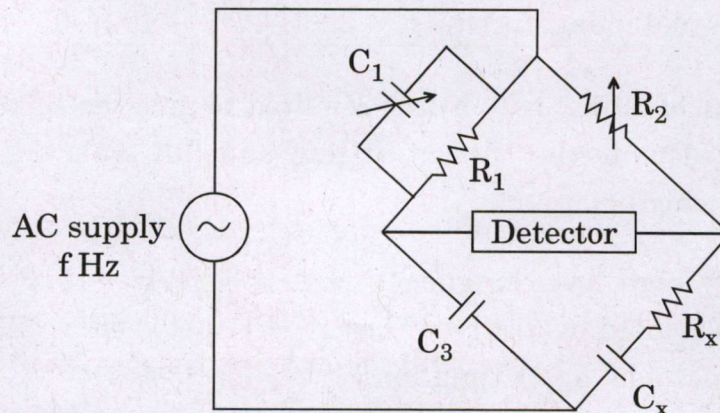 C1
R2
R1
AC supply
f Hz
Detector
C3
Rx
Cx